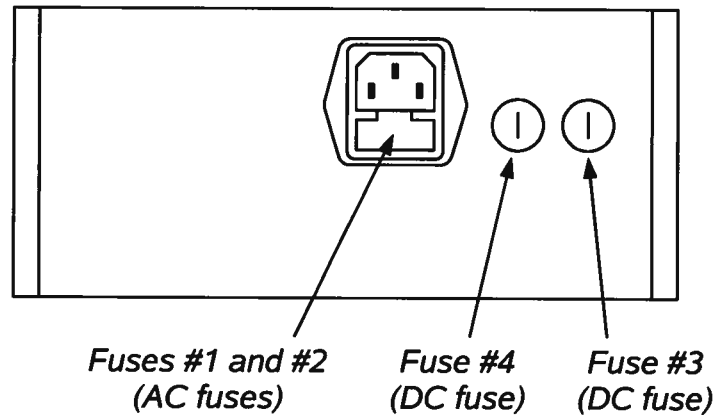 Fuses #1 and #2
(AC fuses)
Fuse #4
(DC fuse)
Fuse #3
(DC fuse)